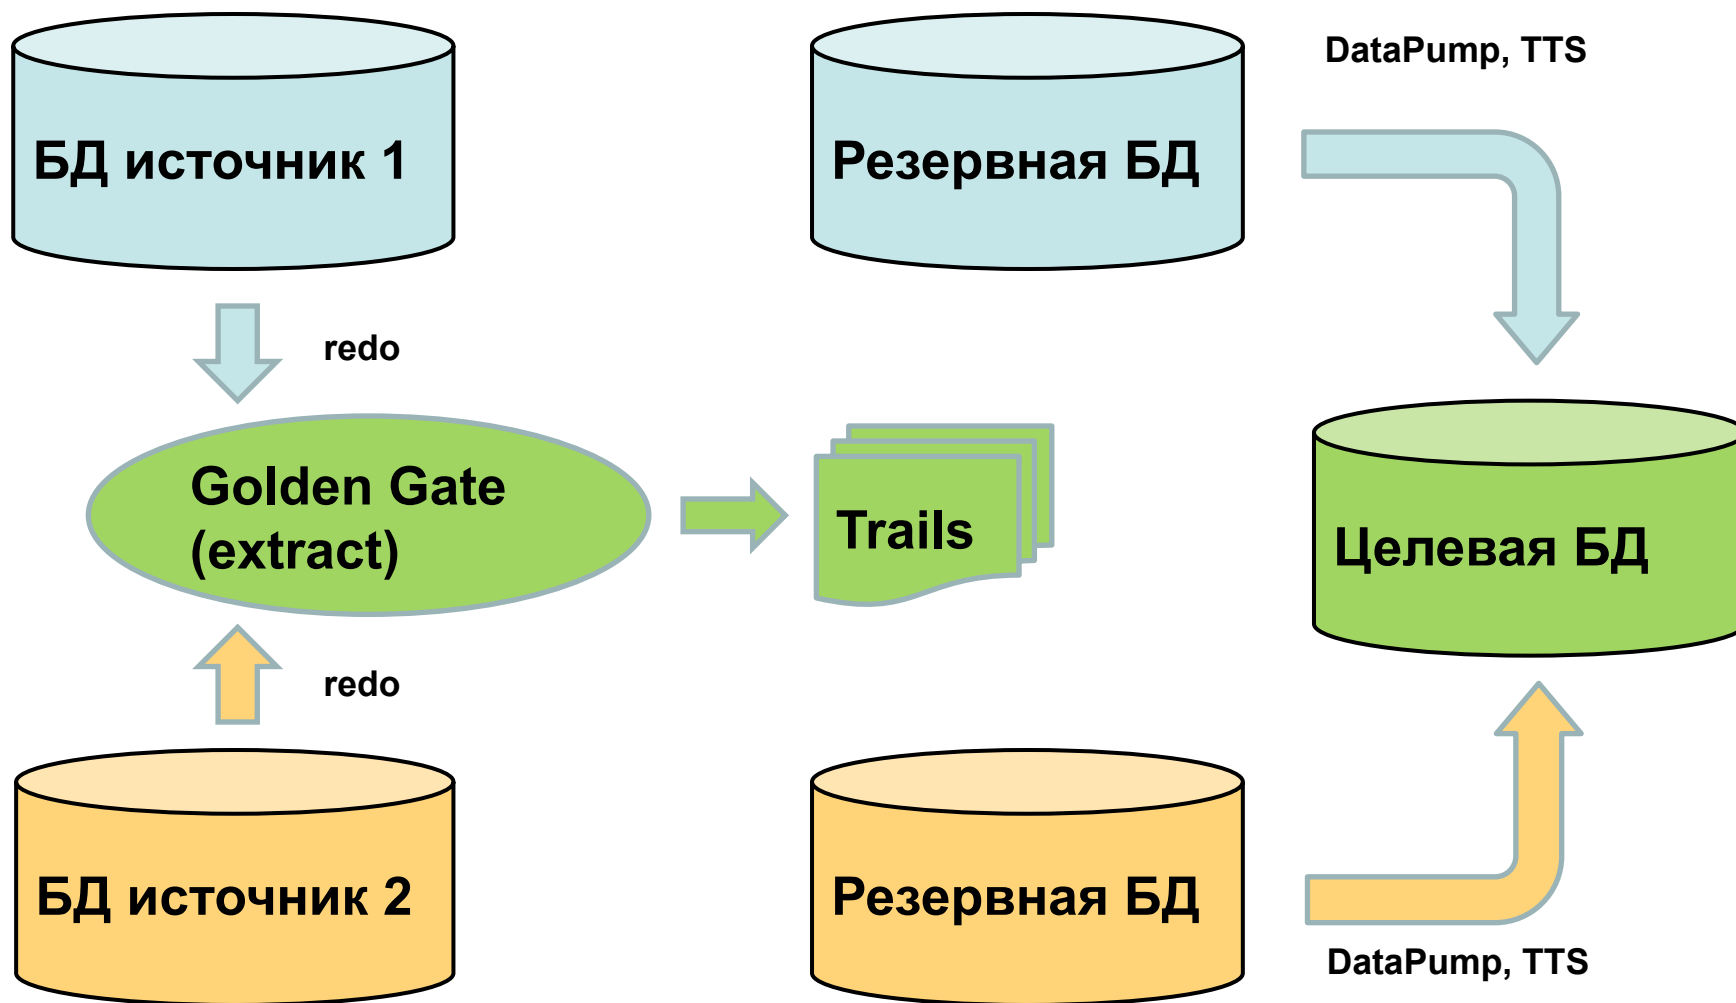 DataPump, TTS
БД источник 1
Резервная БД
redo
Golden Gate
(extract)
Trails
Целевая БД
redo
БД источник 2
Резервная БД
DataPump, TTS